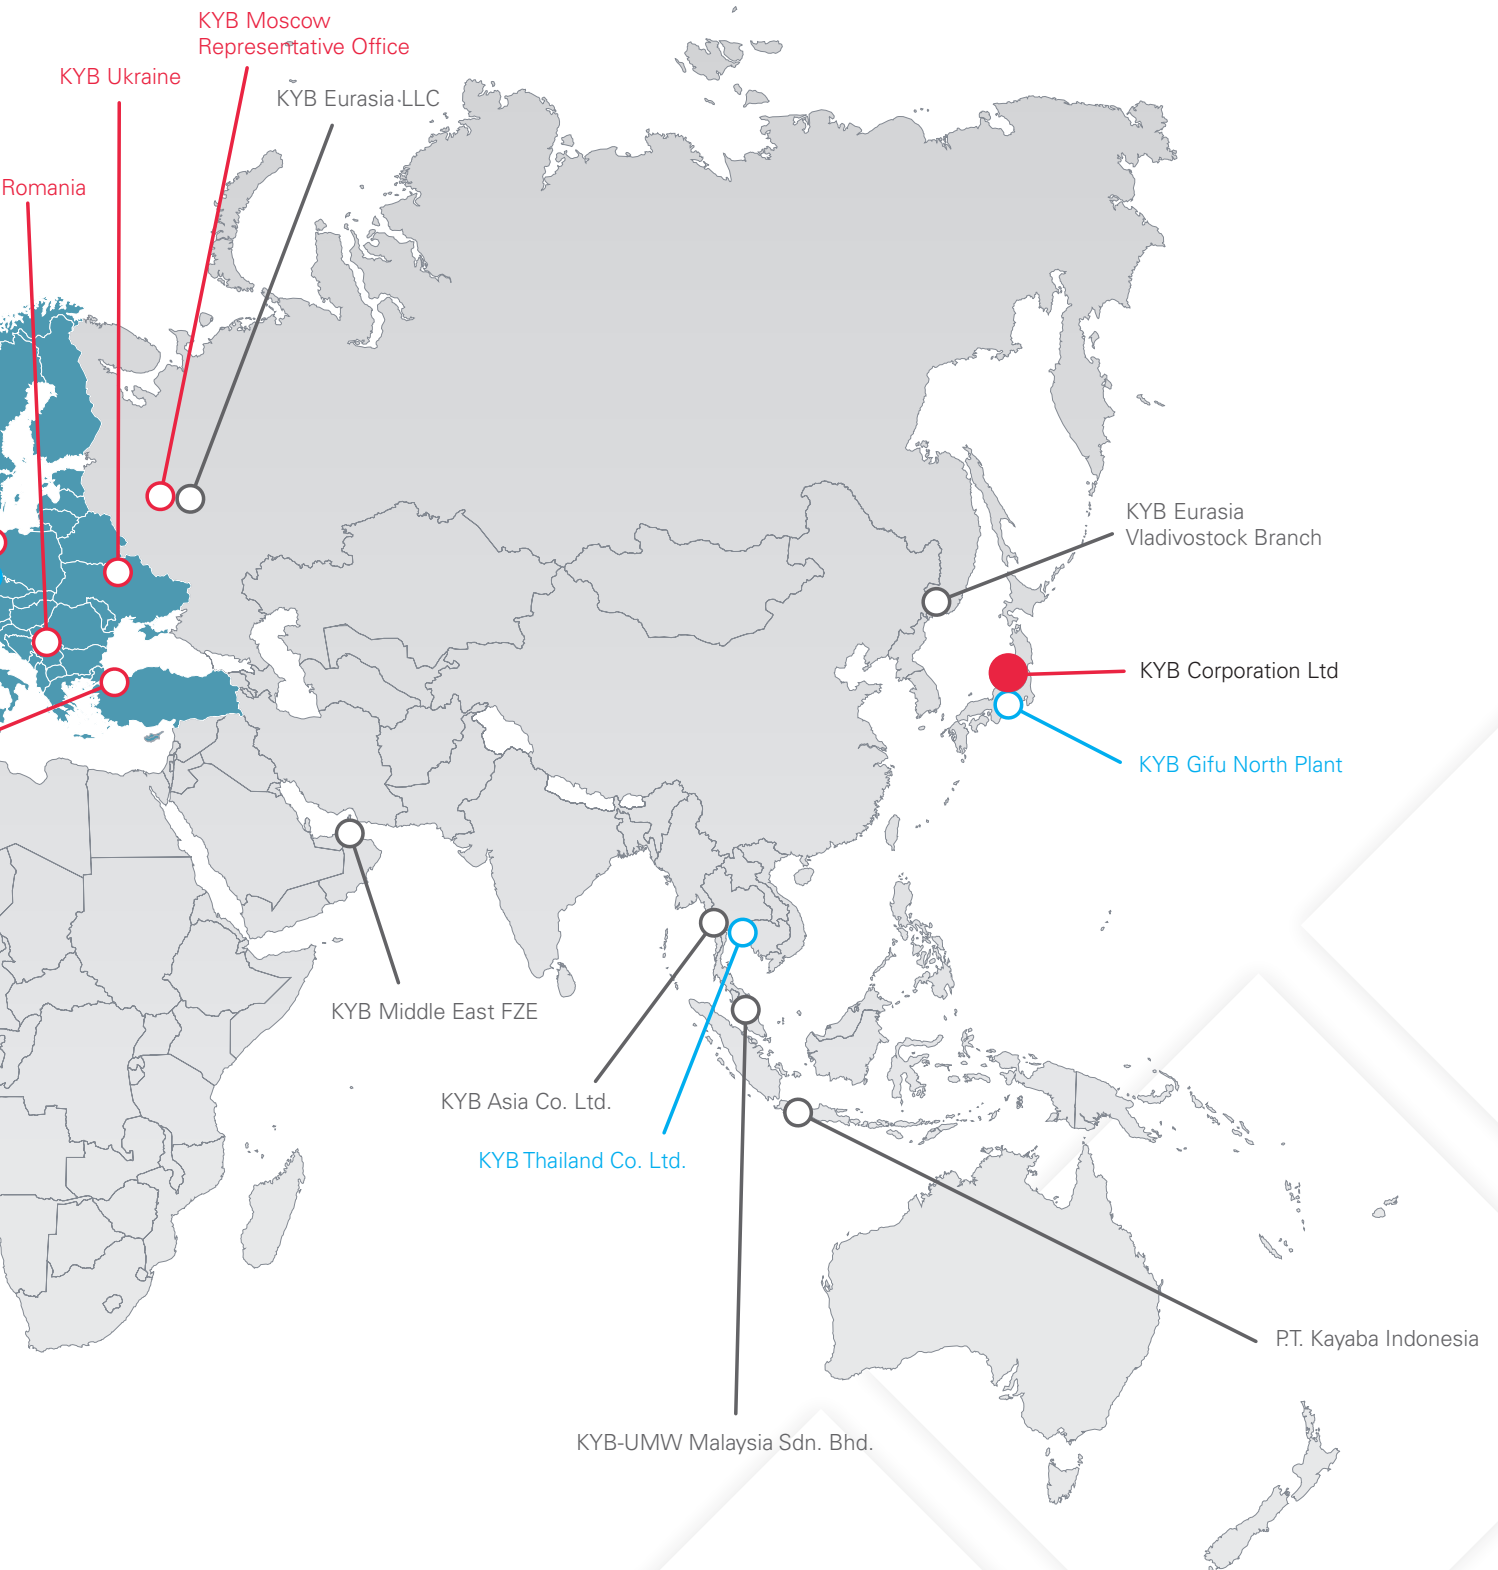 KYB Moscow
Representative Office
KYB Ukraine
KYB Eurasia LLC
Romania
KYB Eurasia
Vladivostock Branch
KYB Corporation Ltd
KYB Gifu North Plant
KYB Middle East FZE
KYB Asia Co. Ltd.
KYB Thailand Co. Ltd.
P.T. Kayaba Indonesia
KYB-UMW Malaysia Sdn. Bhd.